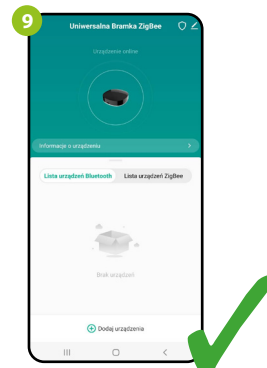 9
Uniwersalna Bramka ZigBee
Urządzenie online
Informacje o urządzeniu
Lista urządzeń Bluetooth Lista urządzeń ZigBee
Brak urządzeń
Dodaj urządzenia